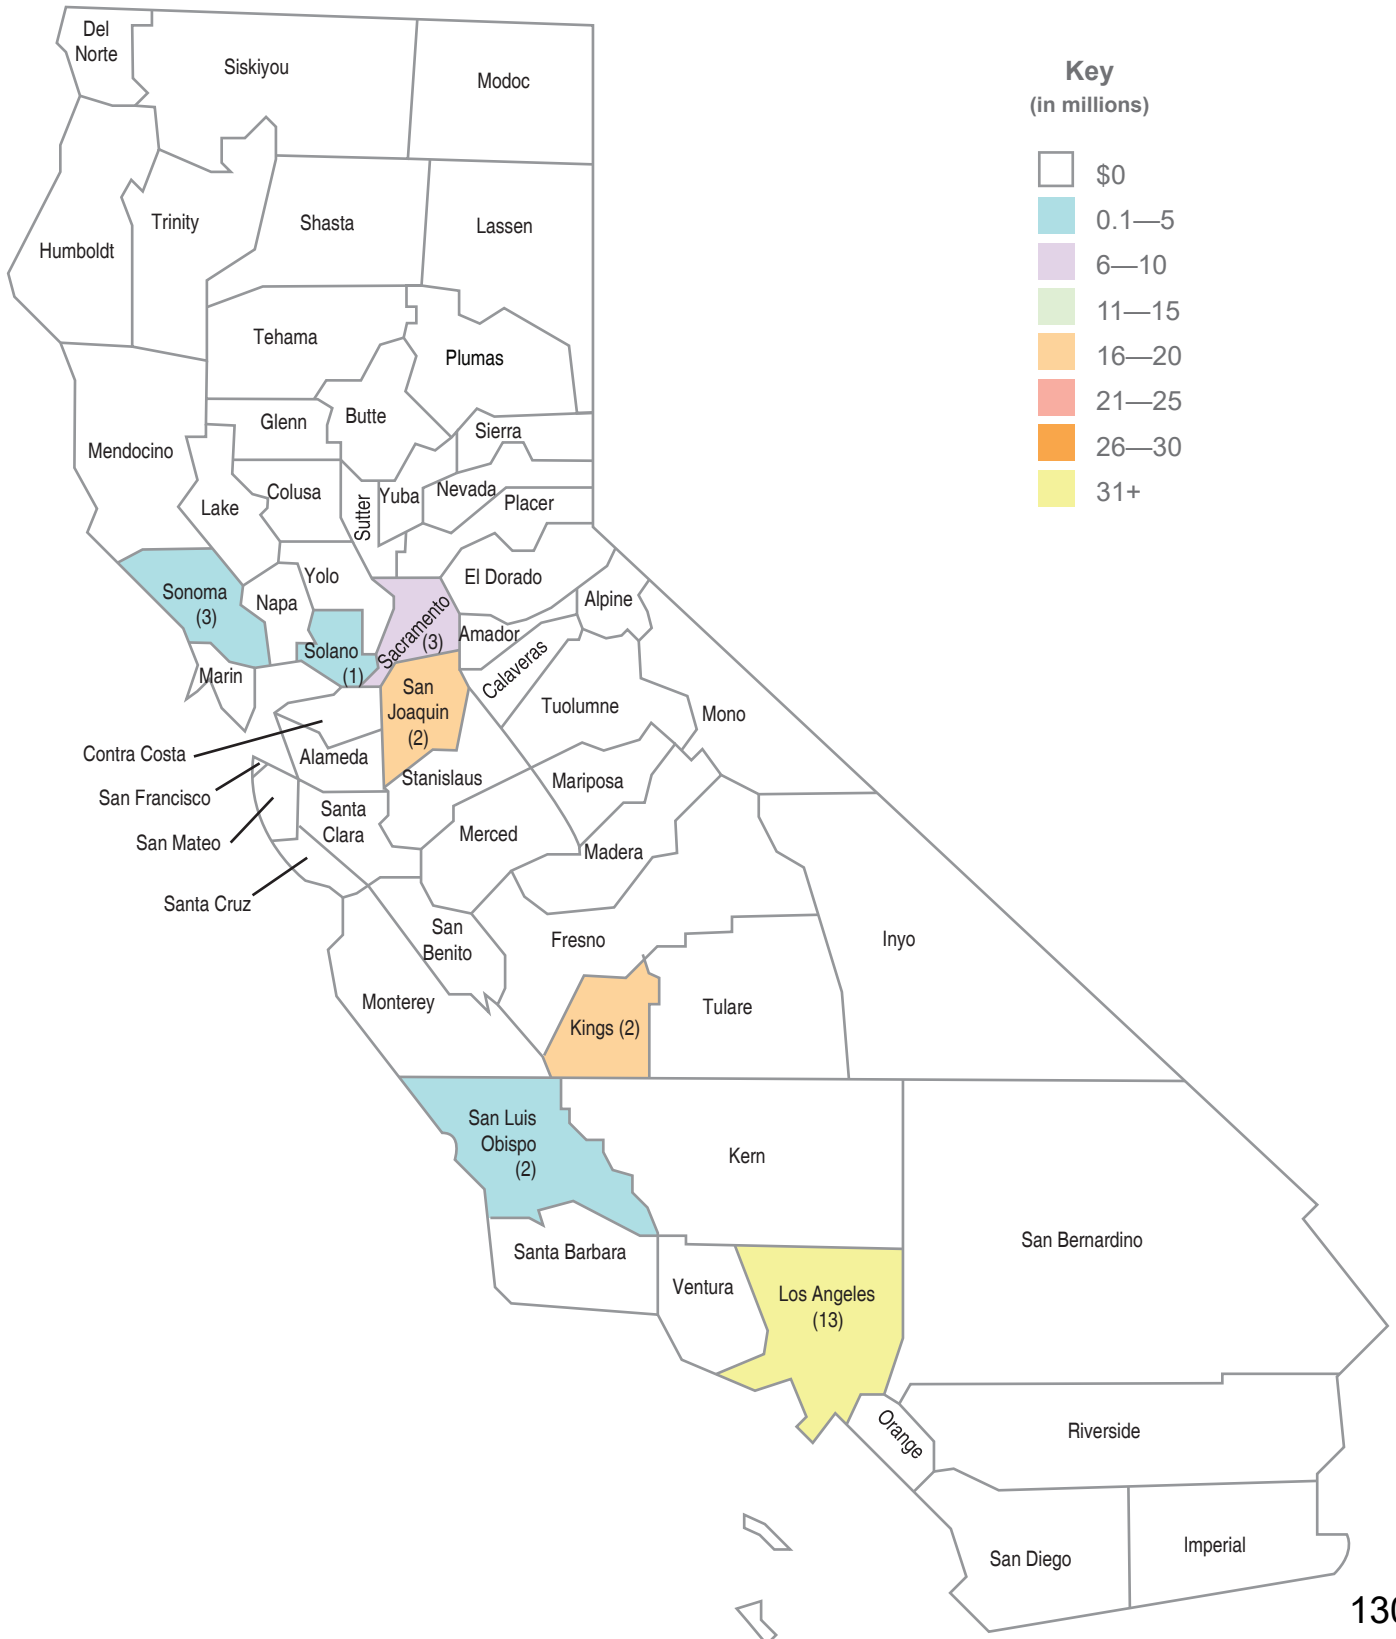 Del
Norte
Siskiyou
Modoc
Key
(in millions)
$0
0.1—5
6—10
11—15
16—20
21—25
26—30
31+
Humboldt
Trinity
Shasta
Lassen
Tehama
Plumas
Mendocino
Glenn
Butte
Sierra
Lake
Colusa
Sutter
Yuba
Nevada
Placer
Sonoma
(3)
Napa
Yolo
Solano
(1)
Sacramento
(3)
El Dorado
Alpine
Amador
Calaveras
Marin
San
Joaquin
(2)
Tuolumne
Mono
Contra Costa
Alameda
Stanislaus
Mariposa
San Francisco
San Mateo
Santa
Clara
Merced
Madera
Santa Cruz
San
Benito
Fresno
Inyo
Monterey
Kings (2)
Tulare
San Luis
Obispo
(2)
Kern
Santa Barbara
Ventura
Los Angeles
(13)
San Bernardino
Orange
Riverside
San Diego
Imperial